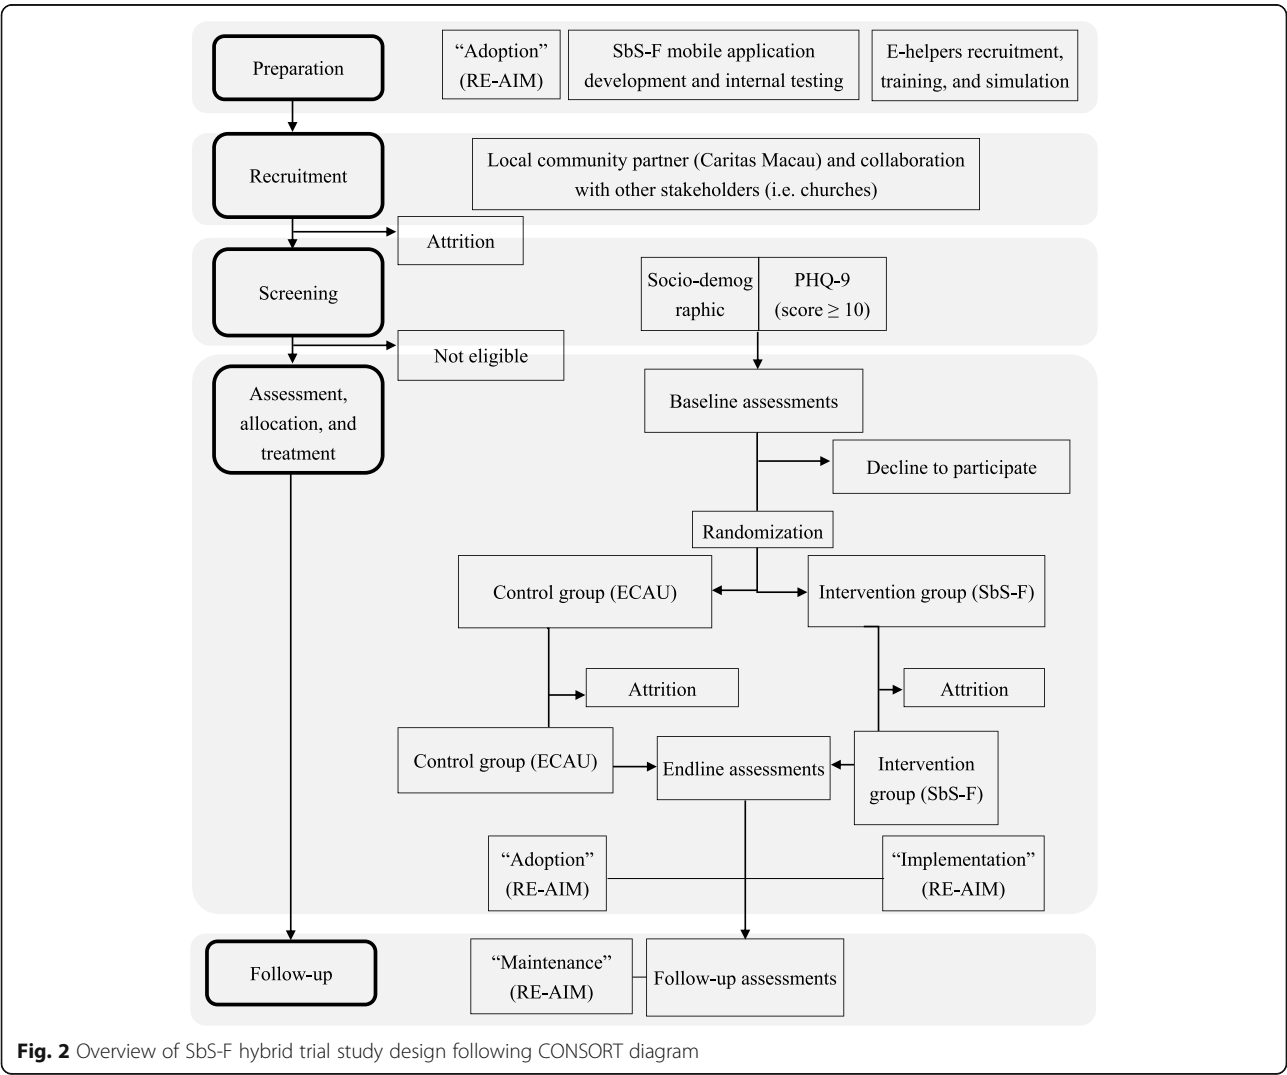 Preparation
“Adoption”
(RE-AIM)
SbS-F mobile application
development and internal testing
E-helpers recruitment,
training, and simulation
Recruitment
Local community partner (Caritas Macau) and collaboration
with other stakeholders (i.e. churches)
Attrition
Screening
Socio-demog
raphic
PHQ-9
(score ≥ 10)
Not eligible
Assessment,
allocation, and
treatment
Baseline assessments
Decline to participate
Randomization
Control group (ECAU)
Intervention group (SbS-F)
Attrition
Attrition
Control group (ECAU)
Endline assessments
Intervention
group (SbS-F)
“Adoption”
(RE-AIM)
“Implementation”
(RE-AIM)
Follow-up
“Maintenance”
(RE-AIM)
Follow-up assessments
Fig. 2 Overview of SbS-F hybrid trial study design following CONSORT diagram